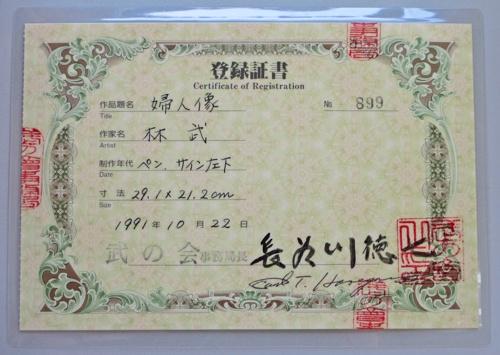 登録証書
Certificate of Registration
作品題名 婦人像 № 899
Title
作家名 林 武
Artist
制作年代 ペン、サイン左下
Date
寸法 29.1×21.2cm
Size
1991年10月22日
武の会 事務局長 長谷川徳七